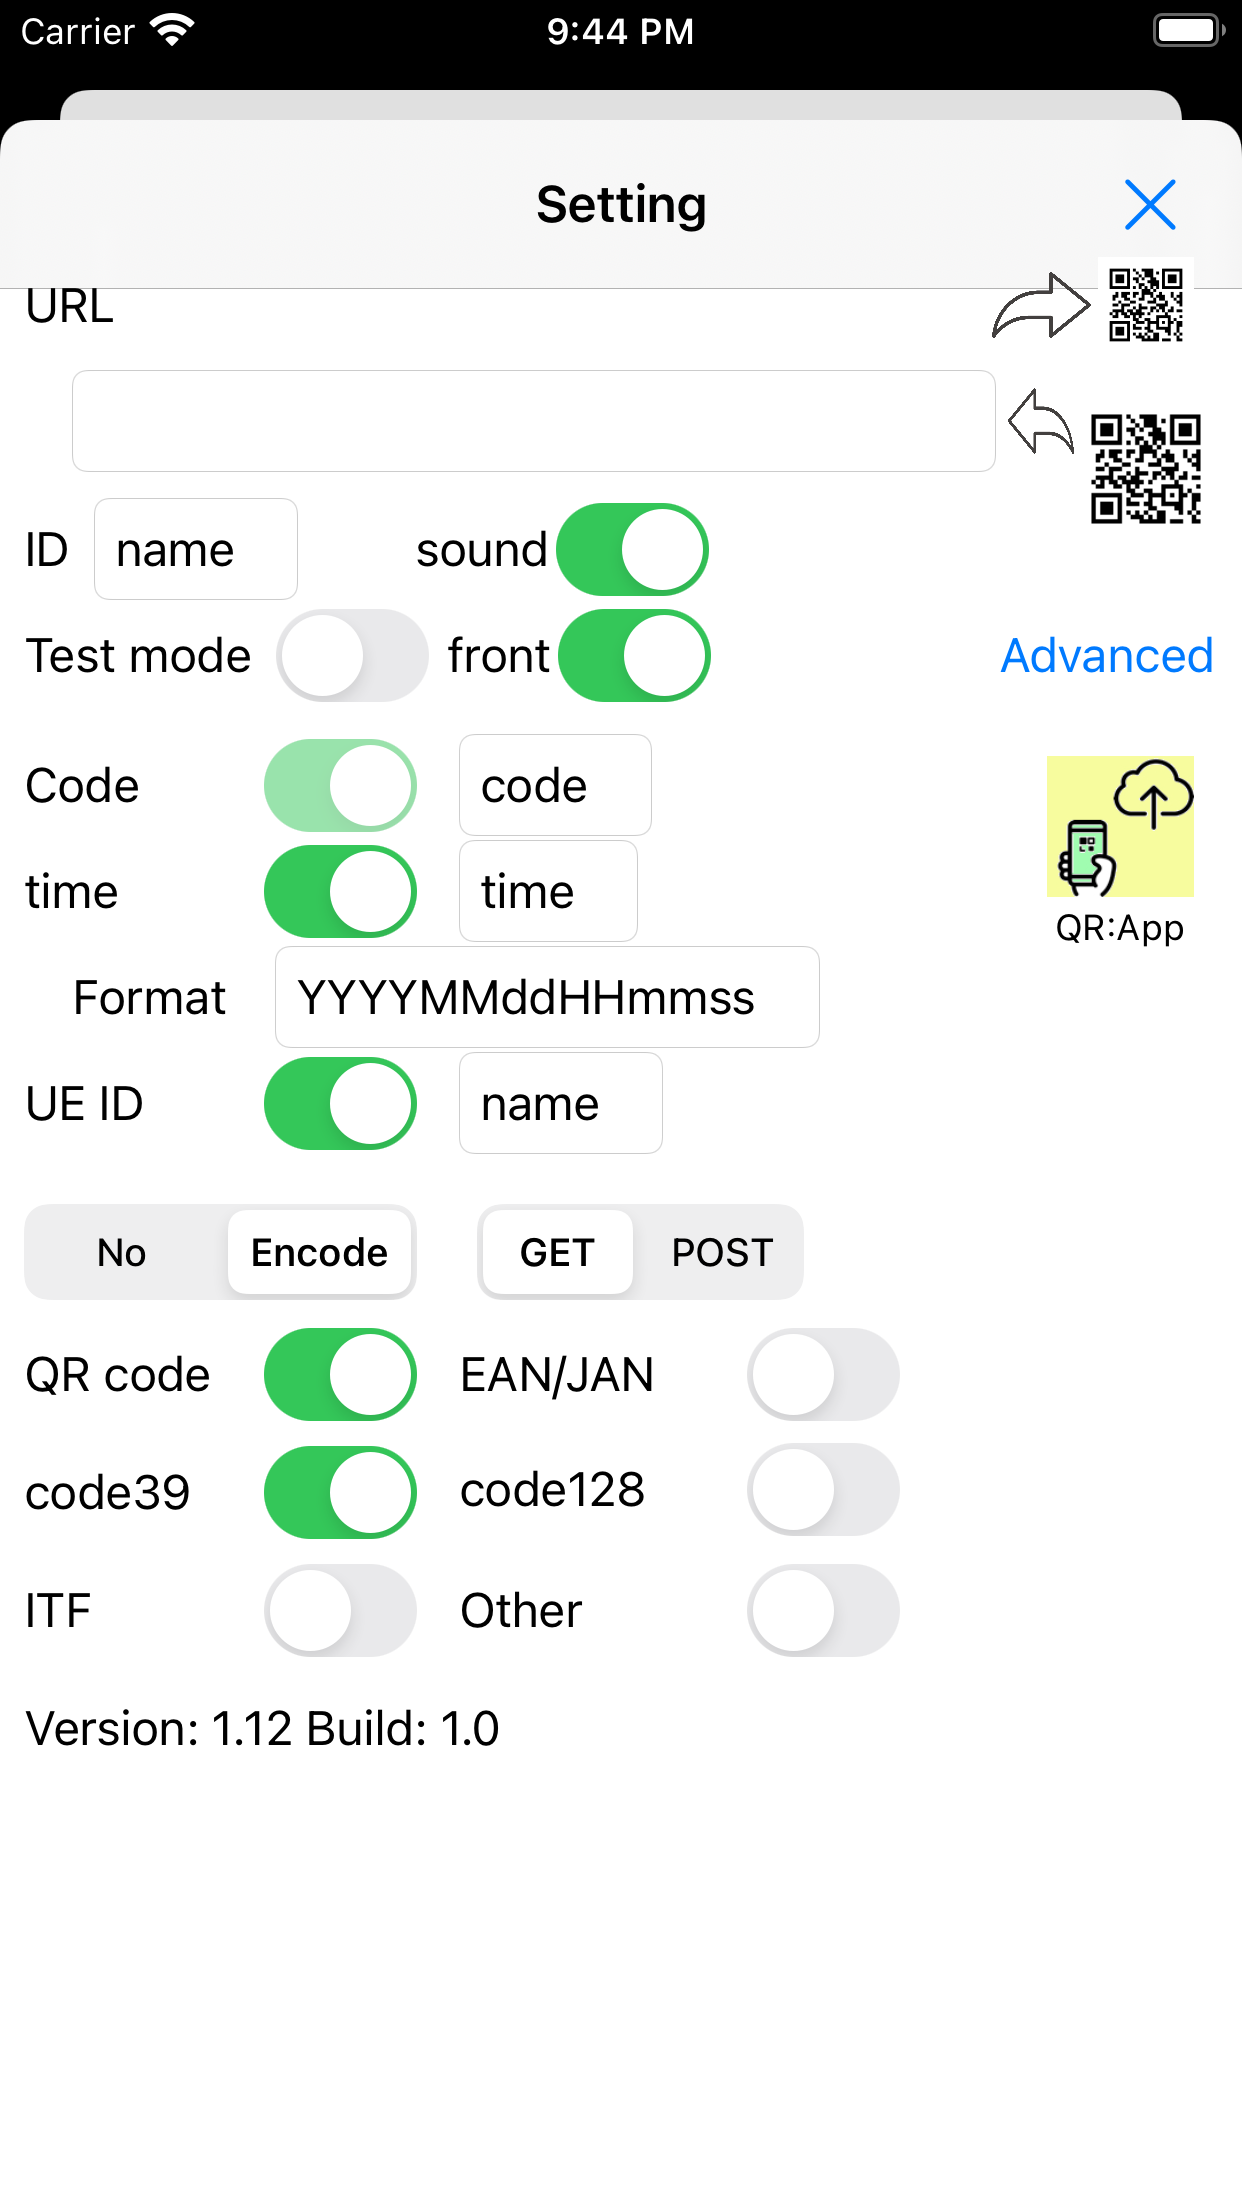 Carrier 9:44 PM
Setting
URL
ID name sound
Test mode front Advanced
Code code
time time
QR:App
Format YYYYMMddHHmmss
UE ID name
No Encode GET POST
QR code EAN/JAN
code39 code128
ITF Other
Version: 1.12 Build: 1.0